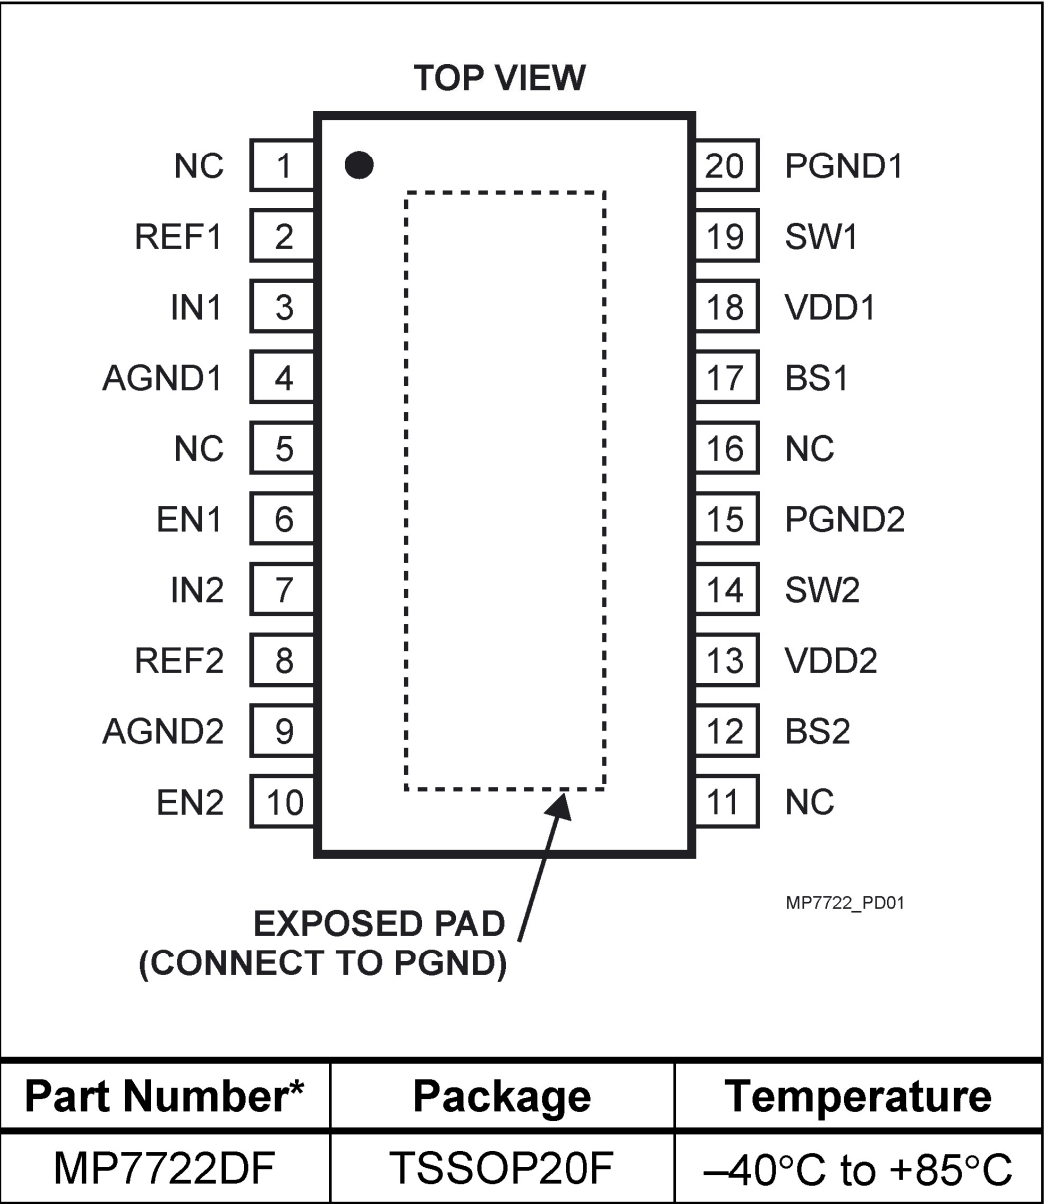 TOP VIEW
NC 1 20 PGND1
REF1 2 19 SW1
IN1 3 18 VDD1
AGND1 4 17 BS1
NC 5 16 NC
EN1 6 15 PGND2
IN2 7 14 SW2
REF2 8 13 VDD2
AGND2 9 12 BS2
EN2 10 11 NC
MP7722_PD01
EXPOSED PAD
(CONNECT TO PGND)
Part Number* Package Temperature
MP7722DF TSSOP20F –40°C to +85°C